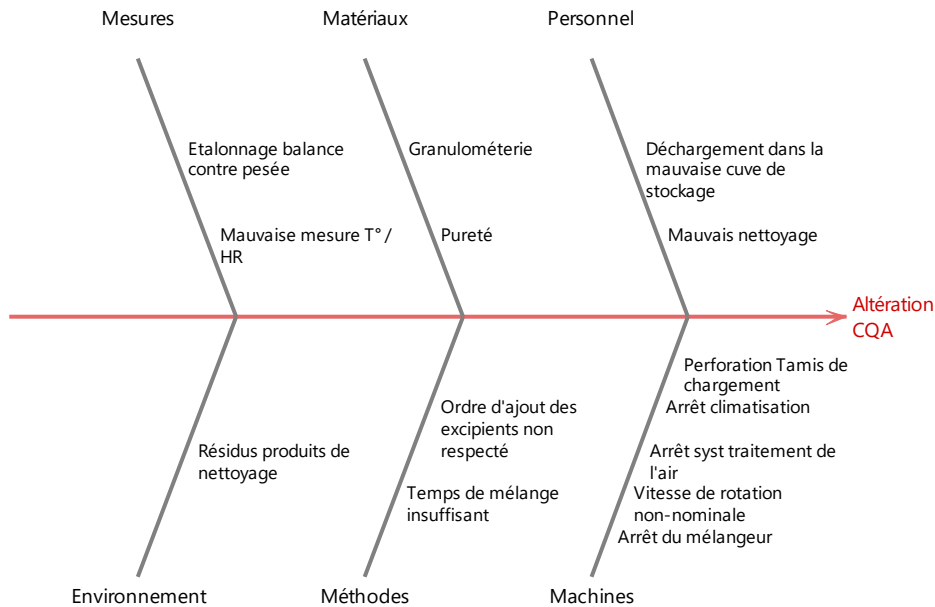 Mesures
Matériaux
Personnel
Etalonnage balance
contre pesée
Granulométerie
Déchargement dans la
mauvaise cuve de
stockage
Mauvaise mesure T° /
HR
Pureté
Mauvais nettoyage
Altération
CQA
Perforation Tamis de
chargement
Arrêt climatisation
Ordre d'ajout des
excipients non
respecté
Résidus produits de
nettoyage
Arrêt syst traitement de
l'air
Temps de mélange
insuffisant
Vitesse de rotation
non-nominale
Arrêt du mélangeur
Environnement
Méthodes
Machines